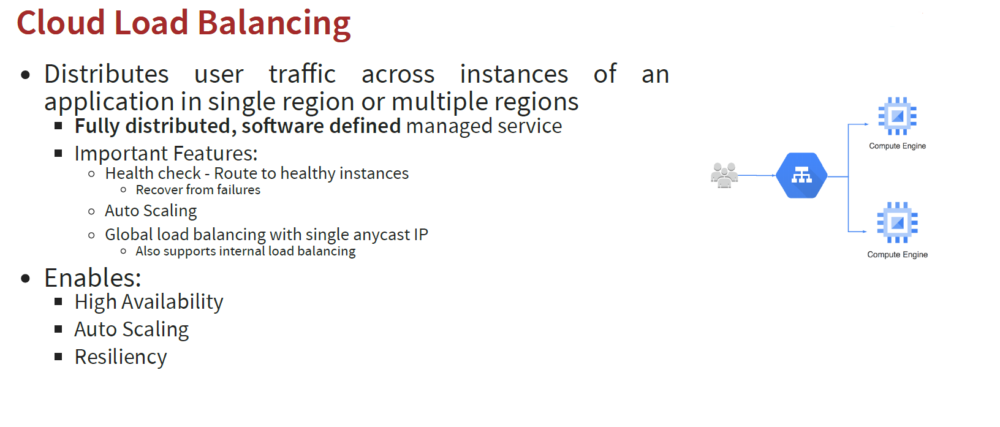 Cloud Load Balancing
Distributes user traffic across instances of an
application in single region or multiple regions
Fully distributed, software defined managed service
Important Features:
Health check - Route to healthy instances
Recover from failures
Auto Scaling
Global load balancing with single anycast IP
Also supports internal load balancing
Enables:
High Availability
Auto Scaling
Resiliency
Compute Engine
Compute Engine